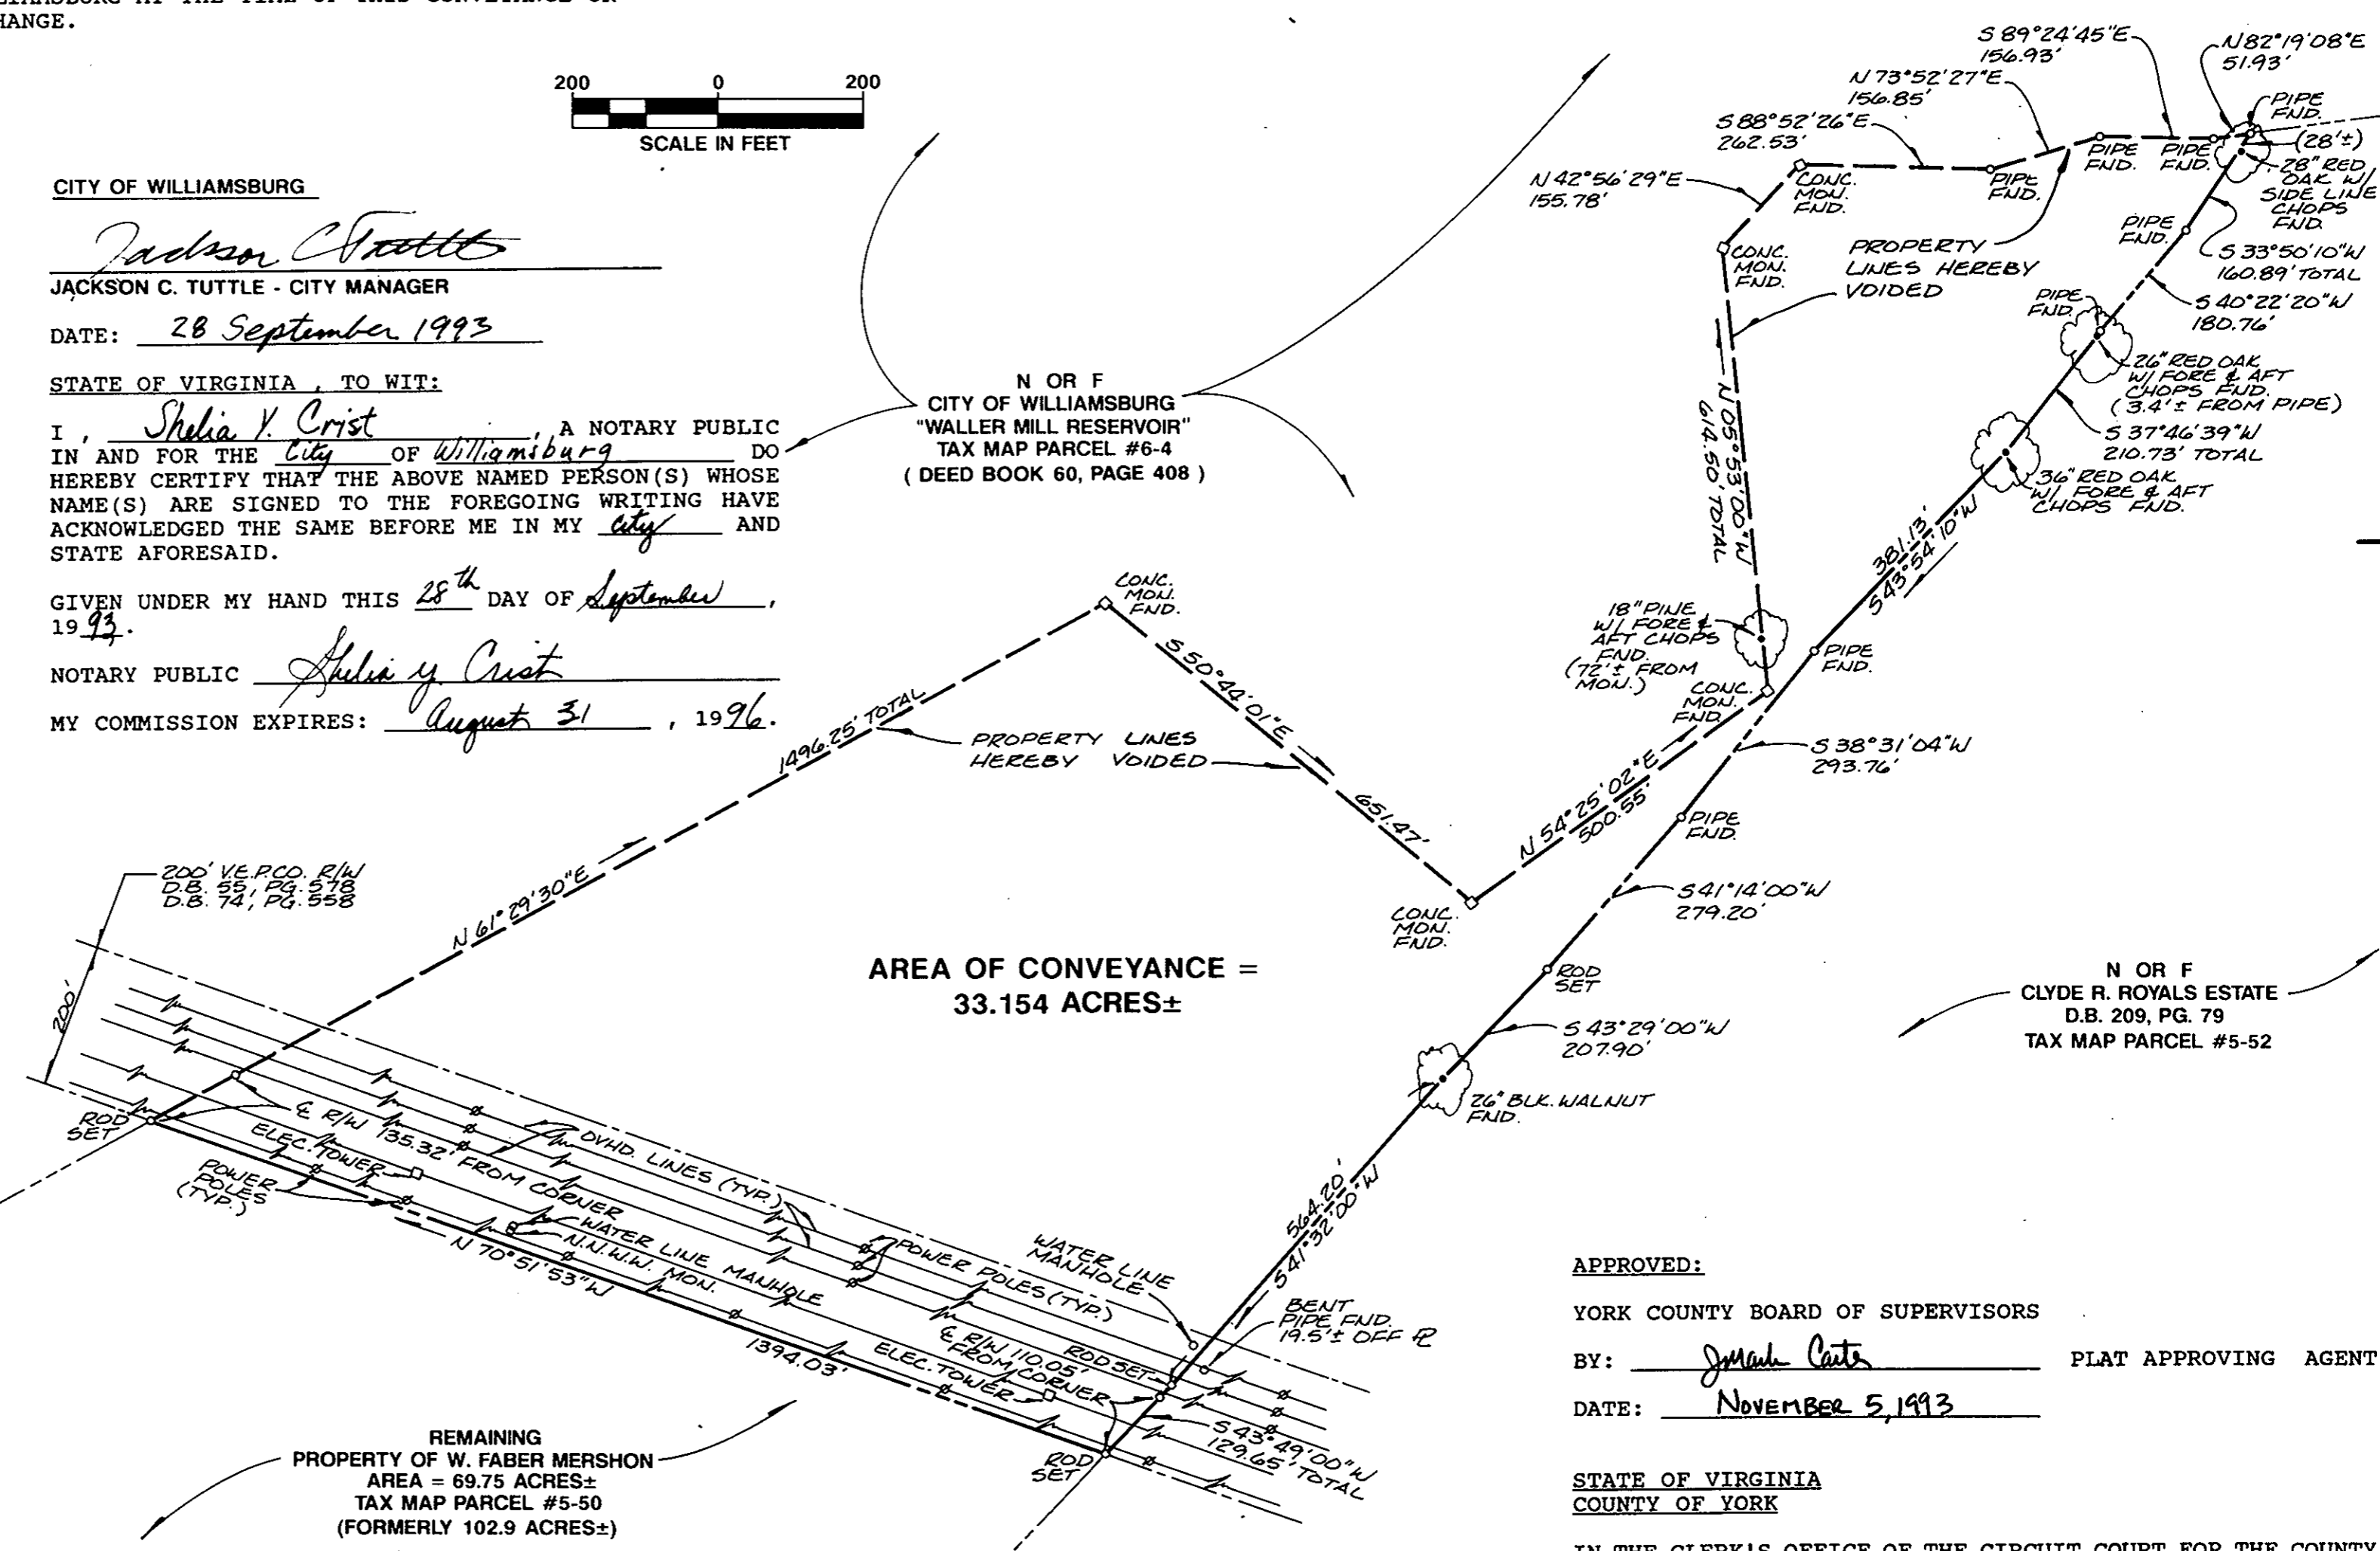 HANGE.
200 0 200
SCALE IN FEET
CITY OF WILLIAMSBURG
Jackson C Tuttle
JACKSON C. TUTTLE - CITY MANAGER
DATE: 28 September 1993
STATE OF VIRGINIA , TO WIT:
I , Shelia Y. Crist , A NOTARY PUBLIC
IN AND FOR THE City OF Williamsburg DO
HEREBY CERTIFY THAT THE ABOVE NAMED PERSON(S) WHOSE
NAME(S) ARE SIGNED TO THE FOREGOING WRITING HAVE
ACKNOWLEDGED THE SAME BEFORE ME IN MY city AND
STATE AFORESAID.
GIVEN UNDER MY HAND THIS 28th DAY OF September ,
19 93.
NOTARY PUBLIC Shelia Y. Crist
MY COMMISSION EXPIRES: August 31 , 1996.
N OR F
CITY OF WILLIAMSBURG
"WALLER MILL RESERVOIR"
TAX MAP PARCEL #6-4
( DEED BOOK 60, PAGE 408 )
S 89°24'45"E
156.93'
N82°19'08"E
51.93'
N 73°52'27"E
156.85'
S 88°52'26"E
262.53'
N 42°56'29"E
155.78'
PIPE
FND.
(28'±)
28" RED
OAK W/
SIDE LINE
CHOPS
FND.
PIPE
FND.
PIPE
FND.
PIPE
FND.
CONC.
MON.
FND.
CONC.
MON.
FND.
PROPERTY
LINES HEREBY
VOIDED
PIPE
FND.
S 33°50'10"W
160.89' TOTAL
PIPE
FND.
S 40°22'20"W
180.76'
26" RED OAK
W/ FORE & AFT
CHOPS FND.
(3.4'± FROM PIPE)
S 37°46'39"W
210.73' TOTAL
36" RED OAK
W/ FORE & AFT
CHOPS FND.
N 05°53'00"W
614.50' TOTAL
381.13'
S43°54'10"W
18" PINE
W/ FORE &
AFT CHOPS
FND.
(72'± FROM
MON.)
CONC.
MON.
FND.
PIPE
FND.
S 38°31'04"W
293.76'
CONC.
MON.
FND.
S 50°44'01"E
651.47'
1496.25' TOTAL
N 61°29'30"E
PROPERTY LINES
HEREBY VOIDED
N 54°25'02"E
500.55'
PIPE
FND.
CONC.
MON.
FND.
S41°14'00"W
279.20'
ROD
SET
S 43°29'00"W
207.90'
26" BLK. WALNUT
FND.
AREA OF CONVEYANCE =
33.154 ACRES±
N OR F
CLYDE R. ROYALS ESTATE
D.B. 209, PG. 79
TAX MAP PARCEL #5-52
200' V.E.P.CO. R/W
D.B. 55, PG. 578
D.B. 74, PG. 558
200'
ROD
SET
℄ R/W 135.32' FROM CORNER
ELEC. TOWER
POWER
POLES
(TYP.)
OVHD. LINES (TYP.)
WATER LINE MANHOLE
N.N.W.W. MON.
N 70°51'53"W
1394.03'
POWER POLES (TYP.)
WATER LINE
MANHOLE
564.20'
S 41°32'00"W
BENT
PIPE FND.
19.5'± OFF ⅊
℄ R/W 110.05'
FROM CORNER
ROD SET
ELEC. TOWER
S 43°49'00"W
129.65' TOTAL
ROD
SET
REMAINING
PROPERTY OF W. FABER MERSHON
AREA = 69.75 ACRES±
TAX MAP PARCEL #5-50
(FORMERLY 102.9 ACRES±)
APPROVED:
YORK COUNTY BOARD OF SUPERVISORS
BY: J Mark Carter PLAT APPROVING AGENT
DATE: NOVEMBER 5, 1993
STATE OF VIRGINIA
COUNTY OF YORK
IN THE CLERK'S OFFICE OF THE CIRCUIT COURT FOR THE COUNTY